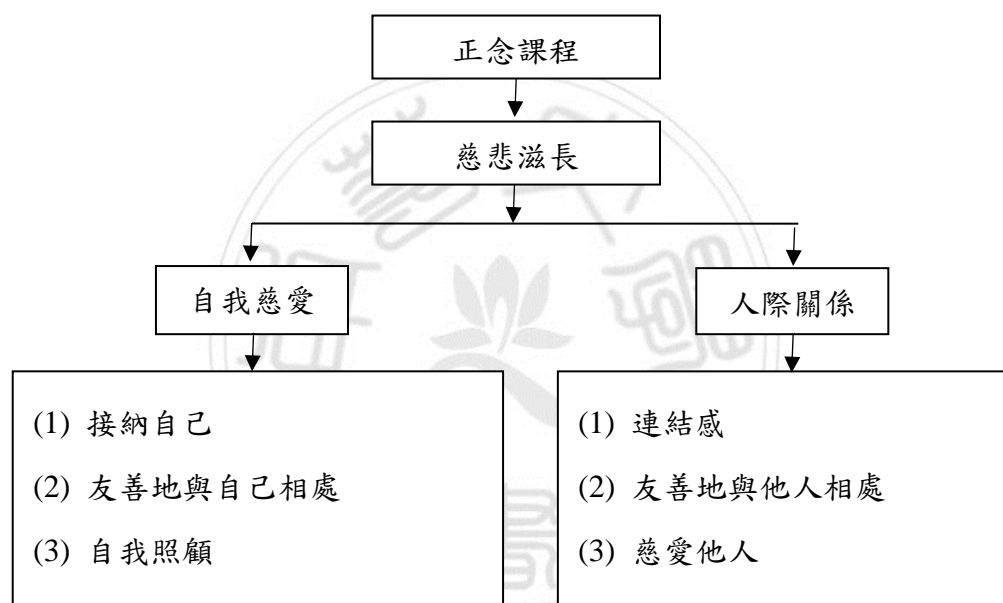 正念課程
慈悲滋長
自我慈愛
人際關係
(1) 接納自己
(2) 友善地與自己相處
(3) 自我照顧
(1) 連結感
(2) 友善地與他人相處
(3) 慈愛他人